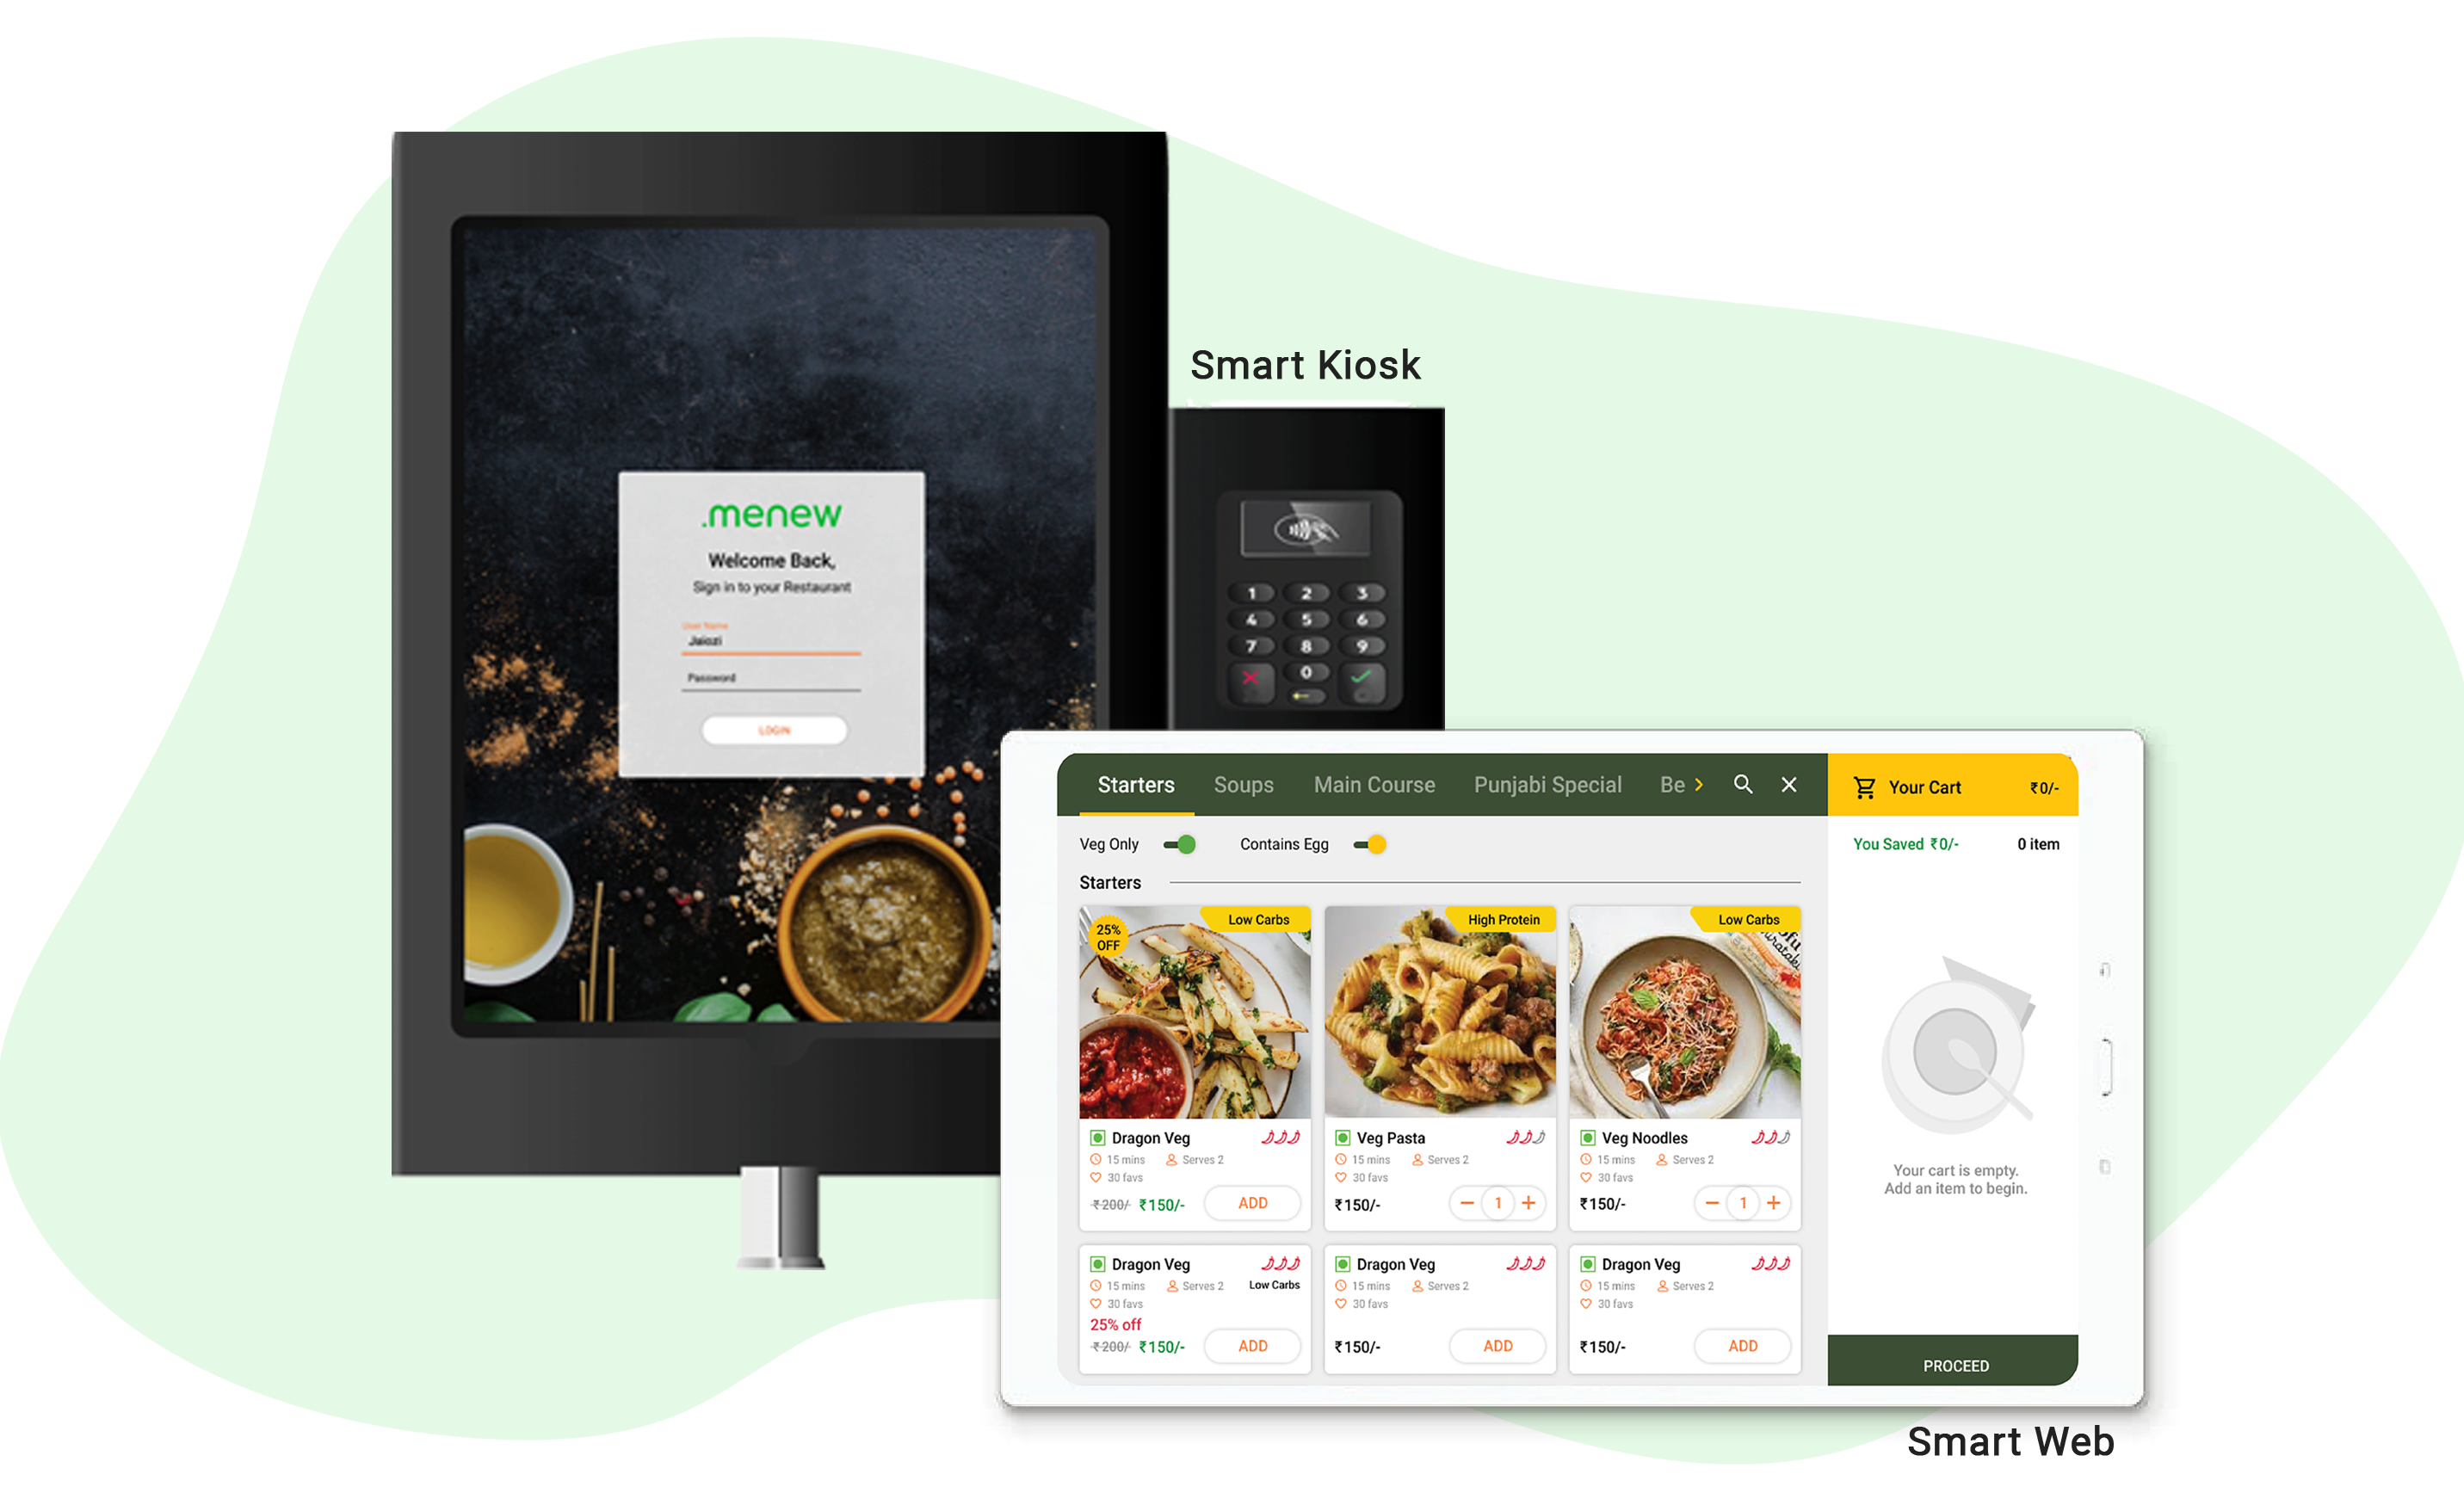 Smart Kiosk
.menew
Welcome Back,
Sign in to your Restaurant
User Name
Jaiozi
Password
LOGIN
1 2 3
4 5 6
7 8 9
0
Starters Soups Main Course Punjabi Special Be
Your Cart ₹0/-
Veg Only Contains Egg
You Saved ₹0/- 0 item
Starters
25% OFF
Low Carbs
High Protein
Low Carbs
Dragon Veg
15 mins Serves 2
30 favs
₹200/- ₹150/- ADD
Veg Pasta
15 mins Serves 2
30 favs
₹150/- − 1 +
Veg Noodles
15 mins Serves 2
30 favs
₹150/- − 1 +
Dragon Veg
15 mins Serves 2 Low Carbs
30 favs
25% off
₹200/- ₹150/- ADD
Dragon Veg
15 mins Serves 2
30 favs
₹150/- ADD
Dragon Veg
15 mins Serves 2
30 favs
₹150/- ADD
Your cart is empty.
Add an item to begin.
PROCEED
Smart Web